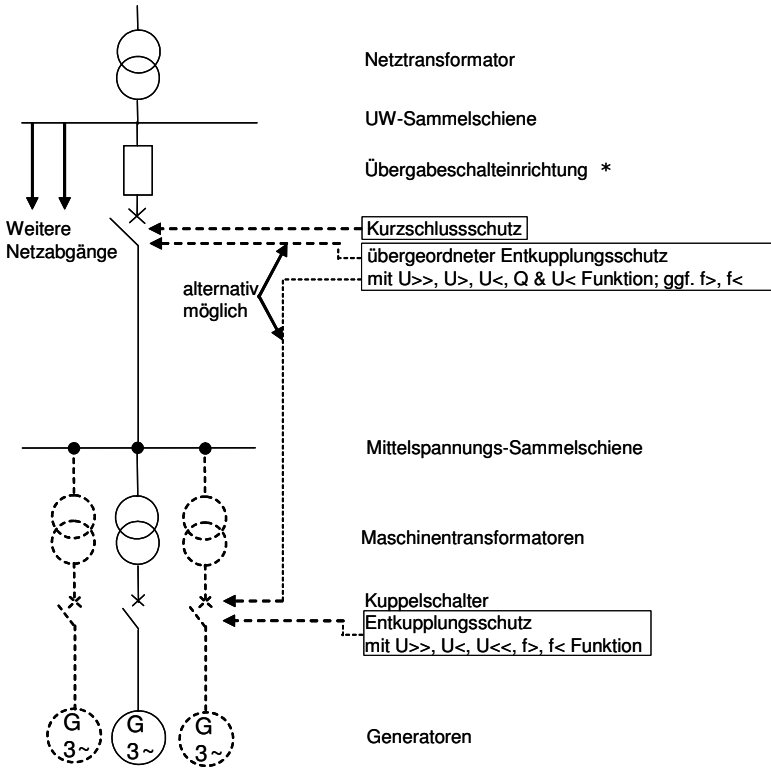 Netztransformator
UW-Sammelschiene
Übergabeschalteinrichtung *
Weitere
Netzabgänge
Kurzschlussschutz
übergeordneter Entkupplungsschutz
mit U>>, U>, U<, Q & U< Funktion; ggf. f>, f<
alternativ
möglich
Mittelspannungs-Sammelschiene
Maschinentransformatoren
Kuppelschalter
Entkupplungsschutz
mit U>>, U<, U<<, f>, f< Funktion
G
3~
G
3~
G
3~
Generatoren